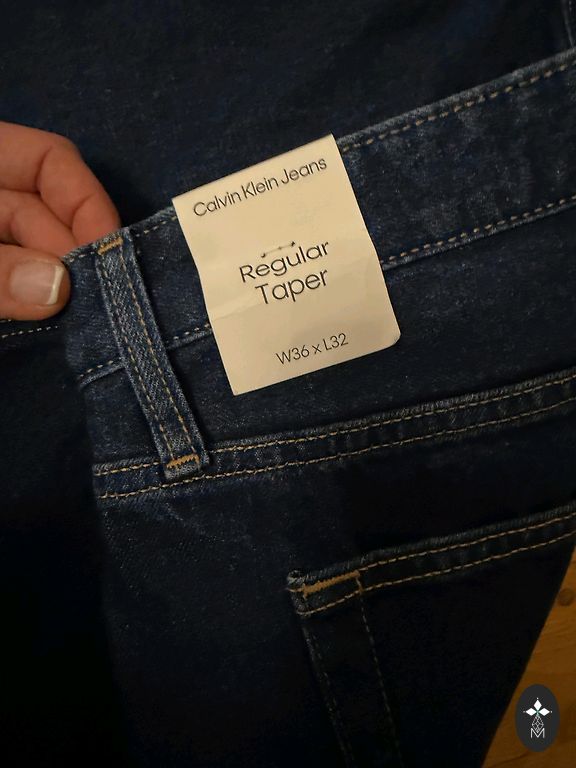 Calvin Klein Jeans
Regular
Taper
W36 x L32
M